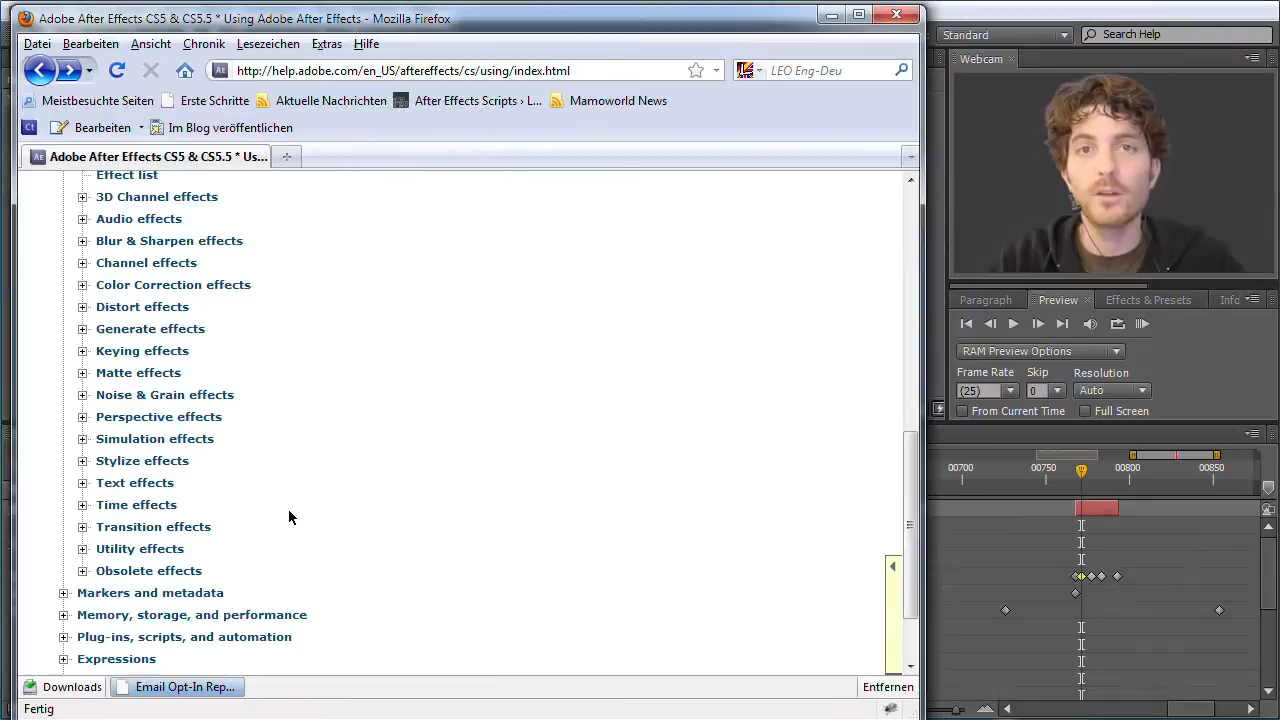 Adobe After Effects CS5 & CS5.5 * Using Adobe After Effects - Mozilla Firefox
Datei Bearbeiten Ansicht Chronik Lesezeichen Extras Hilfe
http://help.adobe.com/en_US/aftereffects/cs/using/index.html LEO Eng-Deu
Meistbesuchte Seiten Erste Schritte Aktuelle Nachrichten After Effects Scripts › L... Mamoworld News
Bearbeiten Im Blog veröffentlichen
Adobe After Effects CS5 & CS5.5 * Us...
Effect list
3D Channel effects
Audio effects
Blur & Sharpen effects
Channel effects
Color Correction effects
Distort effects
Generate effects
Keying effects
Matte effects
Noise & Grain effects
Perspective effects
Simulation effects
Stylize effects
Text effects
Time effects
Transition effects
Utility effects
Obsolete effects
Markers and metadata
Memory, storage, and performance
Plug-ins, scripts, and automation
Expressions
Downloads Email Opt-In Rep... Entfernen
Fertig
Standard Search Help
Webcam
Paragraph Preview Effects & Presets Info
RAM Preview Options
Frame Rate Skip Resolution
(25) 0 Auto
From Current Time Full Screen
00700 00750 00800 00850